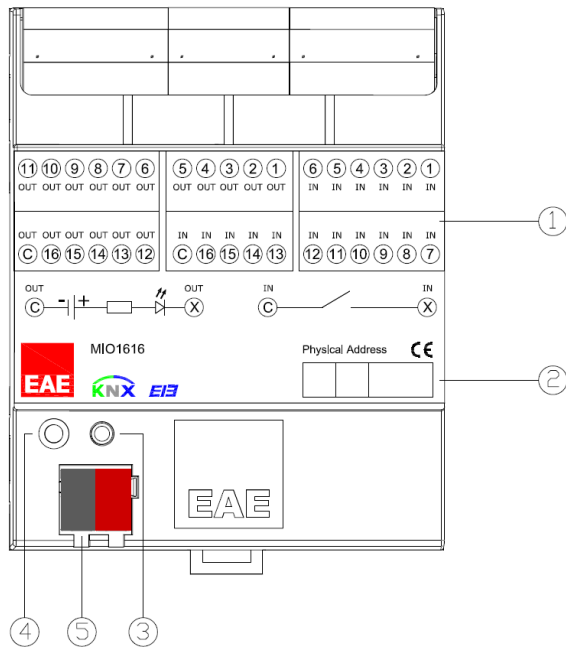 11 10 9 8 7 6 5 4 3 2 1 6 5 4 3 2 1
OUT OUT OUT OUT OUT OUT OUT OUT OUT OUT OUT IN IN IN IN IN IN
OUT OUT OUT OUT OUT OUT IN IN IN IN IN IN IN IN IN IN IN
C 16 15 14 13 12 C 16 15 14 13 12 11 10 9 8 7
1
OUT OUT IN IN
C - + X C X
MIO1616 Physical Address CE
EAE KNX EIB
2
EAE
4 5 3